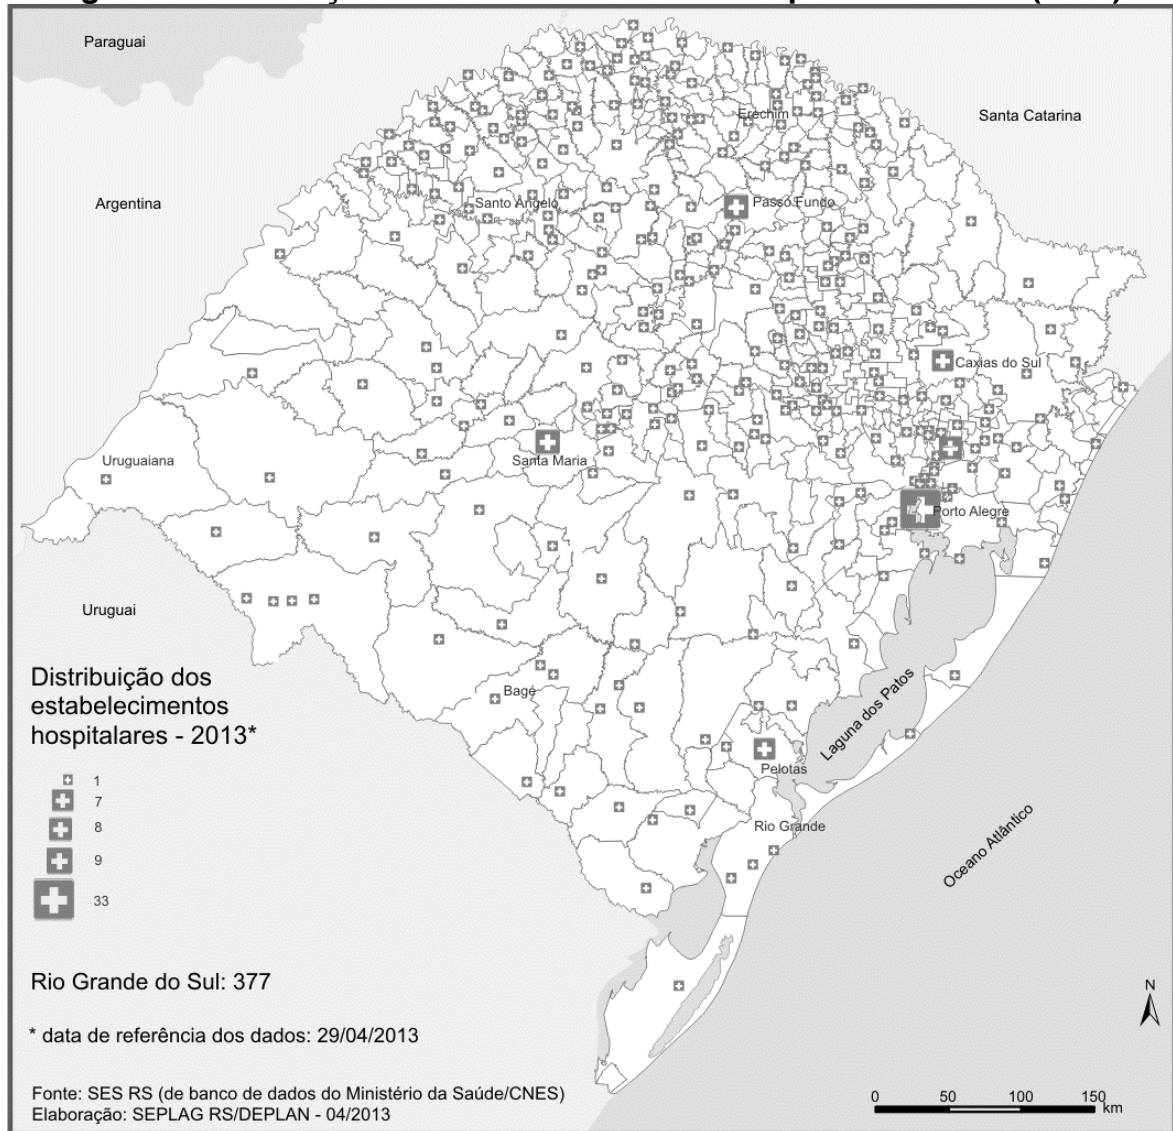 Paraguai
Santa Catarina
Argentina
Erechim
Santo Ângelo
Passo Fundo
Caxias do Sul
Uruguaiana
Santa Maria
Porto Alegre
Uruguai
Bagé
Laguna dos Patos
Pelotas
Rio Grande
Oceano Atlântico
Distribuição dos
estabelecimentos
hospitalares - 2013*
1
7
8
9
33
Rio Grande do Sul: 377
* data de referência dos dados: 29/04/2013
Fonte: SES RS (de banco de dados do Ministério da Saúde/CNES)
Elaboração: SEPLAG RS/DEPLAN - 04/2013
N
0 50 100 150
km